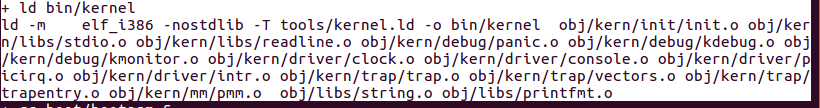 + ld bin/kernel
ld -m    elf_i386 -nostdlib -T tools/kernel.ld -o bin/kernel  obj/kern/init/init.o obj/ker
n/libs/stdio.o obj/kern/libs/readline.o obj/kern/debug/panic.o obj/kern/debug/kdebug.o obj
/kern/debug/kmonitor.o obj/kern/driver/clock.o obj/kern/driver/console.o obj/kern/driver/p
icirq.o obj/kern/driver/intr.o obj/kern/trap/trap.o obj/kern/trap/vectors.o obj/kern/trap/
trapentry.o obj/kern/mm/pmm.o  obj/libs/string.o obj/libs/printfmt.o